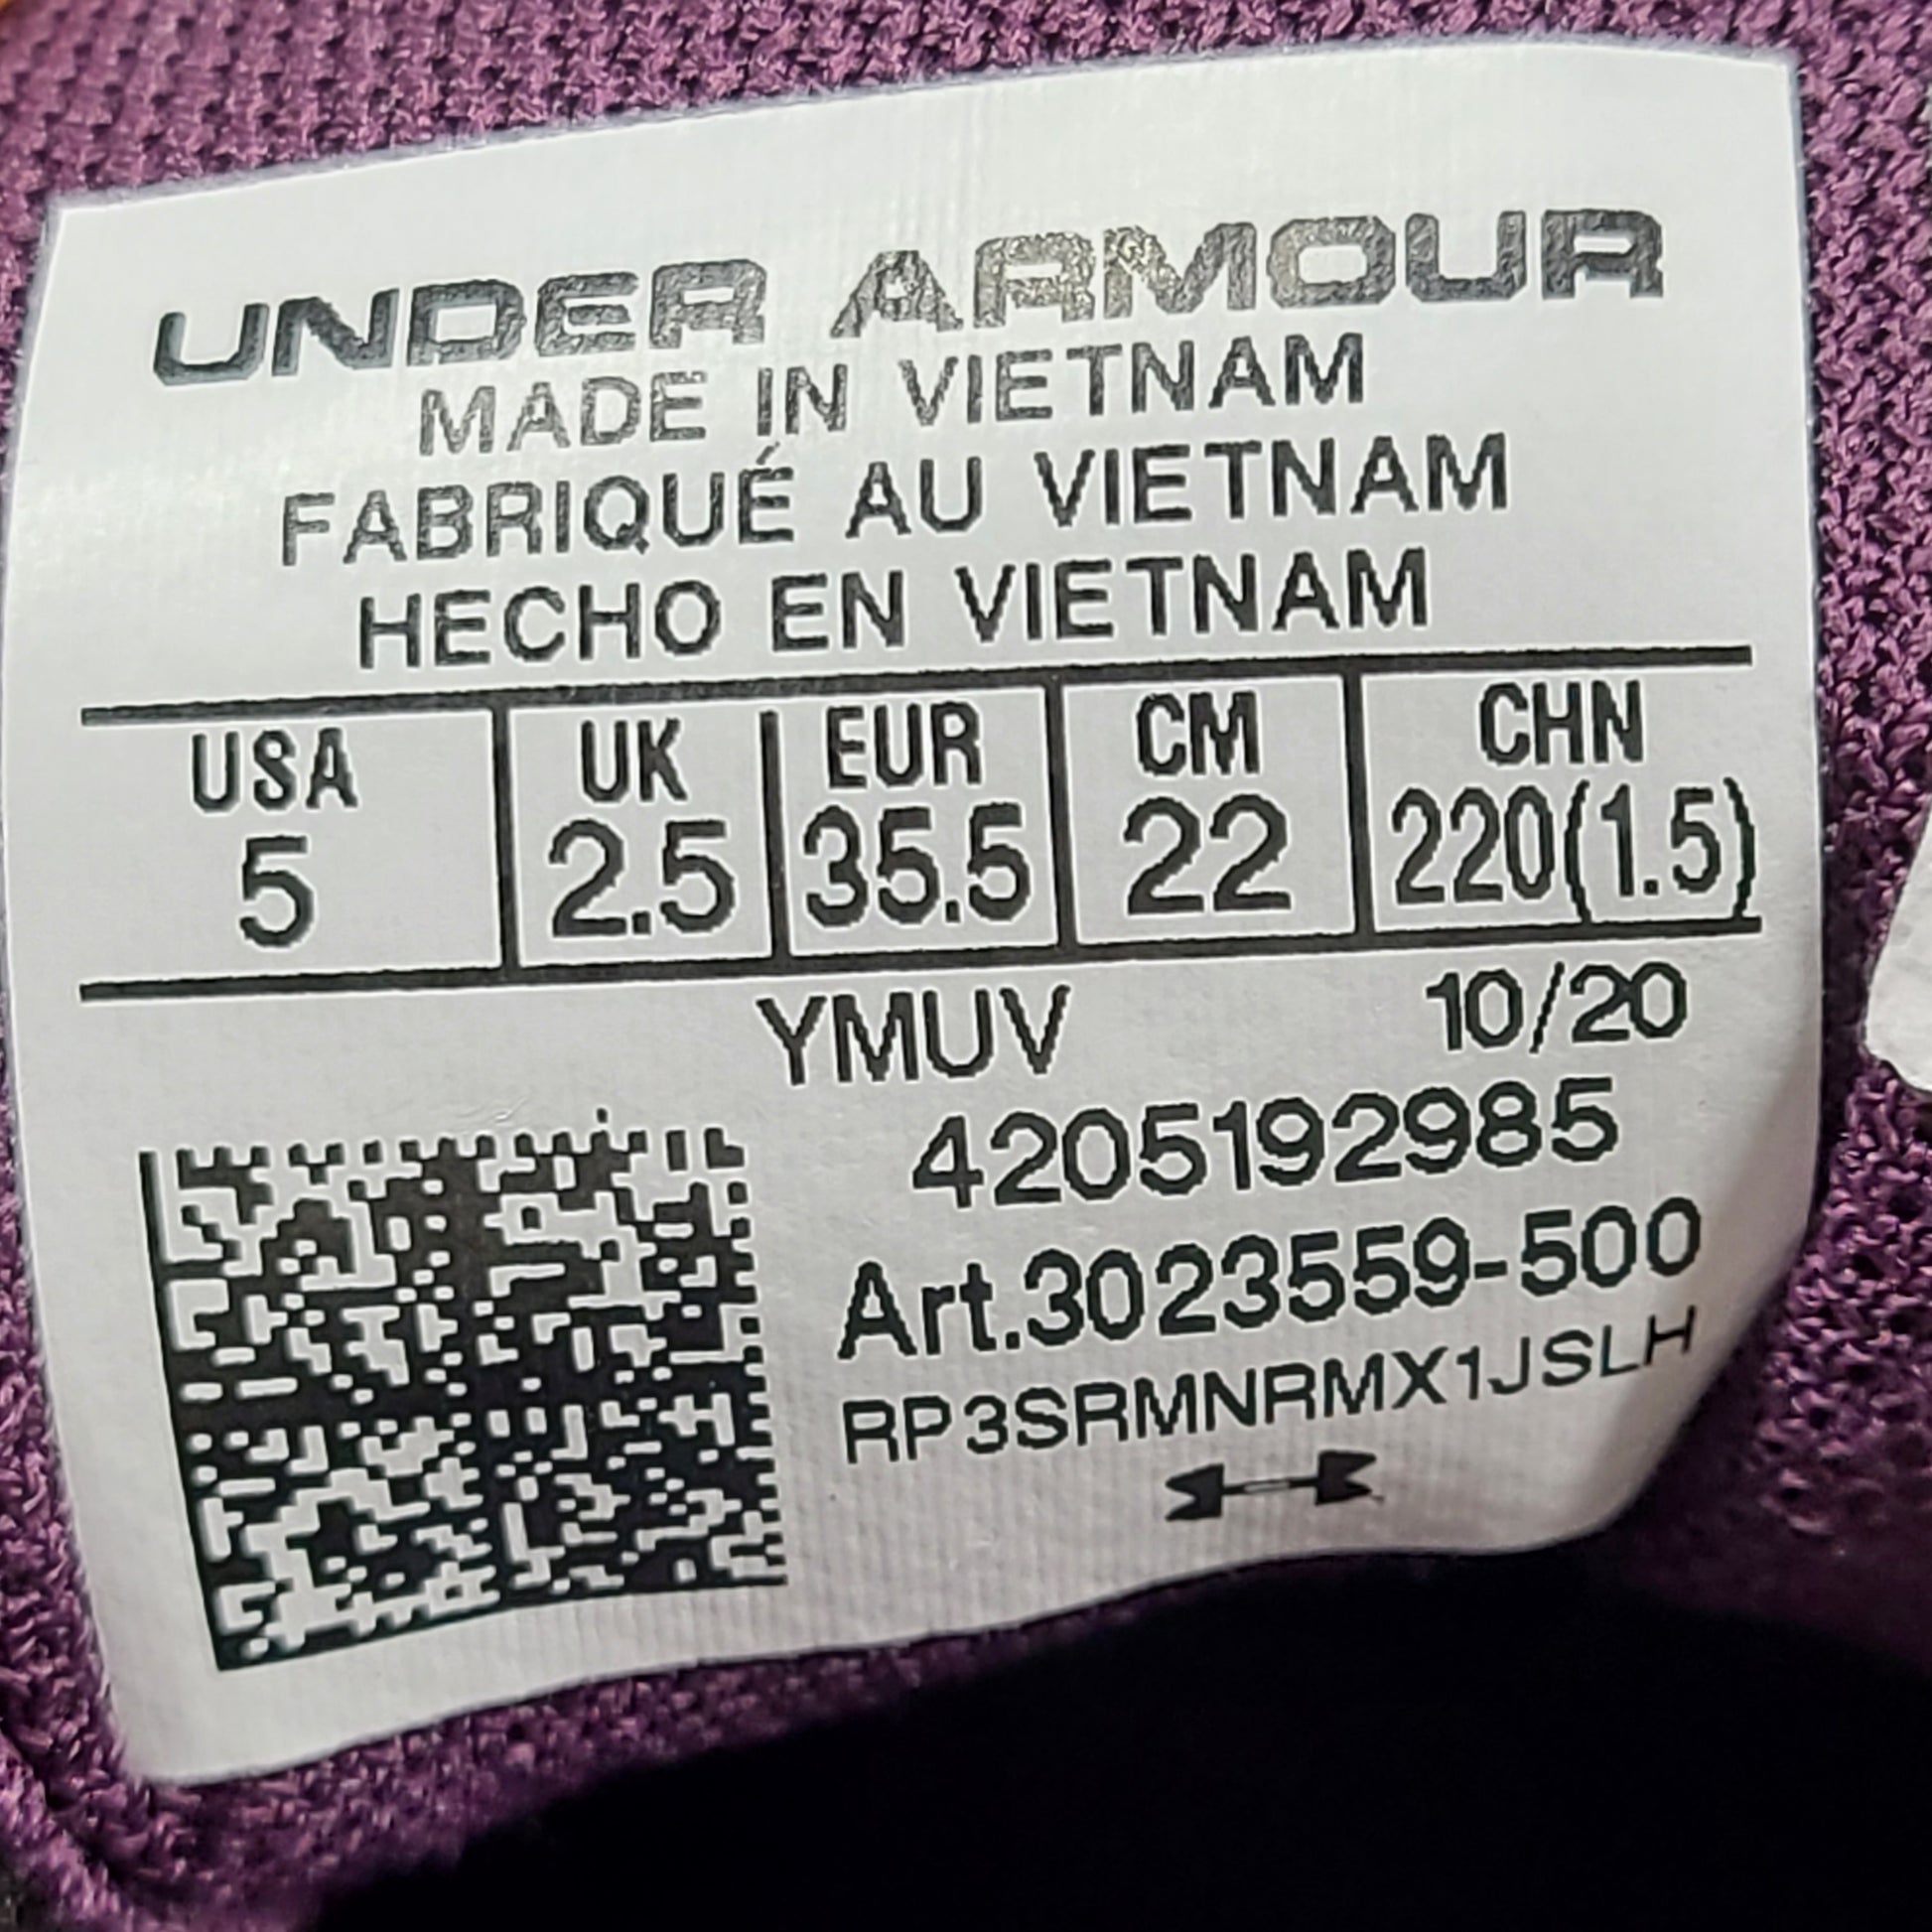 UNDER ARMOUR
MADE IN VIETNAM
FABRIQUÉ AU VIETNAM
HECHO EN VIETNAM
USA UK EUR CM CHN
5 2.5 35.5 22 220(1.5)
YMUV 10/20
4205192985
Art.3023559-500
RP3SRMNRMX1JSLH